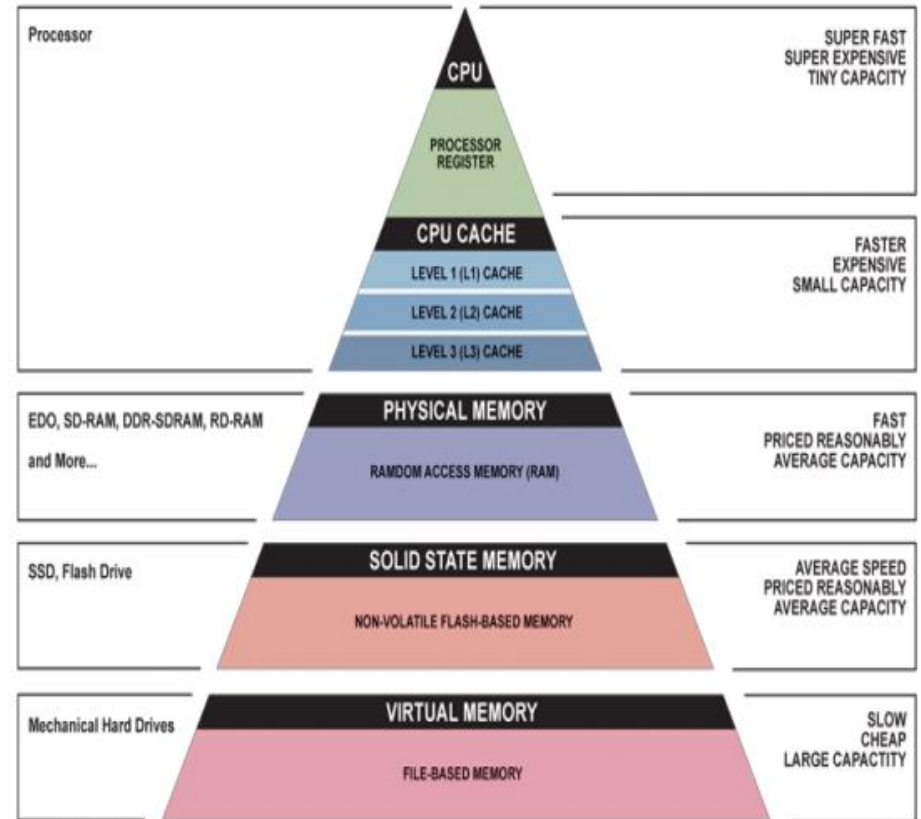 Processor
CPU
SUPER FAST
SUPER EXPENSIVE
TINY CAPACITY
PROCESSOR
REGISTER
CPU CACHE
LEVEL 1 (L1) CACHE
LEVEL 2 (L2) CACHE
LEVEL 3 (L3) CACHE
FASTER
EXPENSIVE
SMALL CAPACITY
EDO, SD-RAM, DDR-SDRAM, RD-RAM
and More...
PHYSICAL MEMORY
RAMDOM ACCESS MEMORY (RAM)
FAST
PRICED REASONABLY
AVERAGE CAPACITY
SSD, Flash Drive
SOLID STATE MEMORY
NON-VOLATILE FLASH-BASED MEMORY
AVERAGE SPEED
PRICED REASONABLY
AVERAGE CAPACITY
Mechanical Hard Drives
VIRTUAL MEMORY
FILE-BASED MEMORY
SLOW
CHEAP
LARGE CAPACTITY